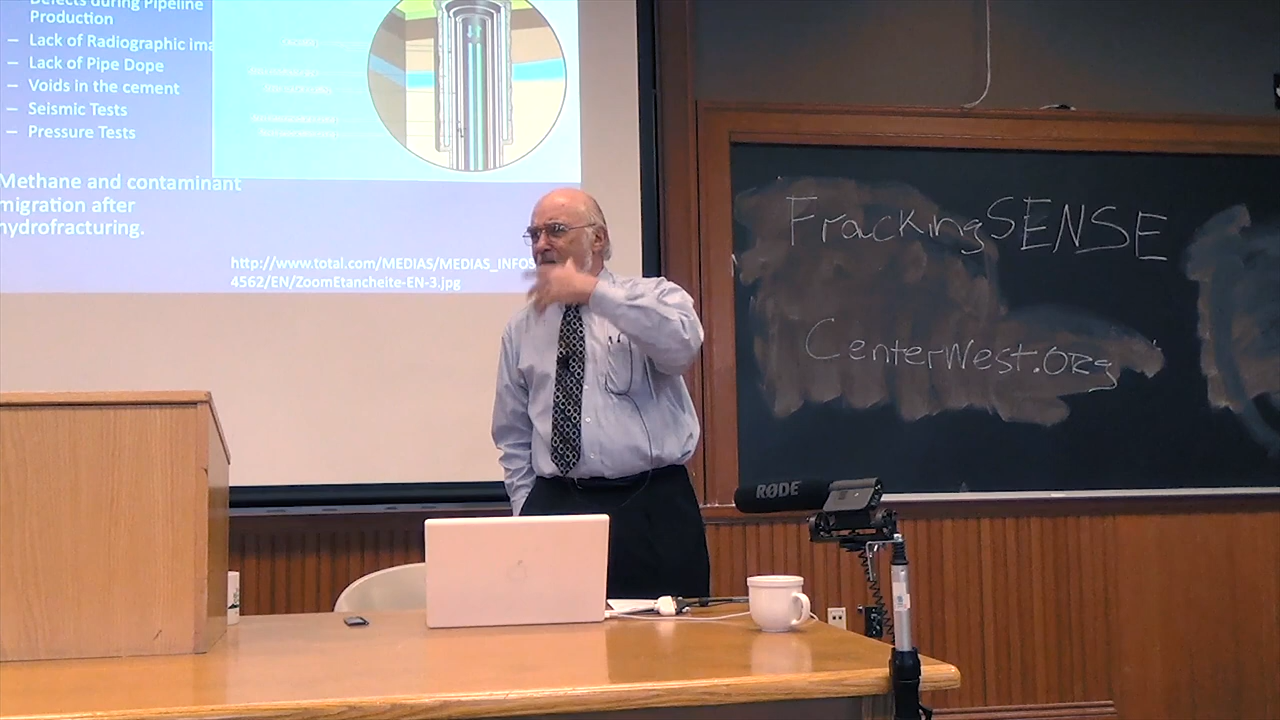 Defects during Pipeline
Production
– Lack of Radiographic ima
– Lack of Pipe Dope
– Voids in the cement
– Seismic Tests
– Pressure Tests
Methane and contaminant
migration after
hydrofracturing.
http://www.total.com/MEDIAS/MEDIAS_INFOS
4562/EN/ZoomEtancheite-EN-3.jpg
FrackingSENSE
CenterWest.ORg
RØDE